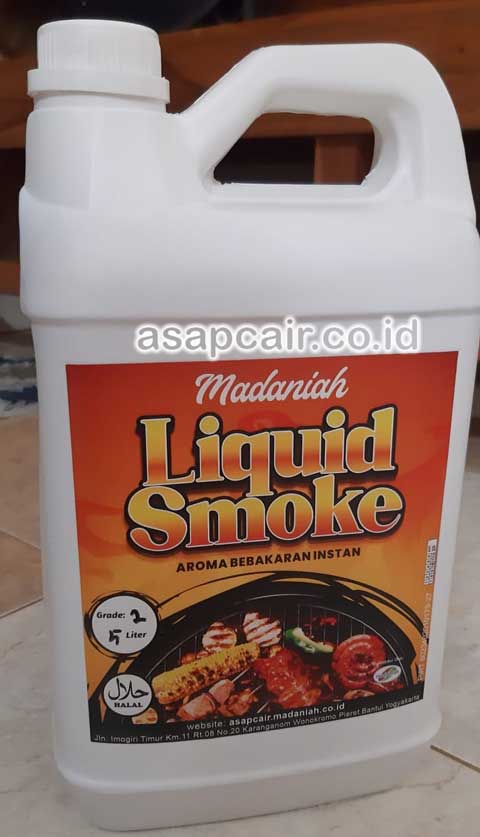 asapcair.co.id
Madaniah
Liquid
Smoke
AROMA BEBAKARAN INSTAN
Grade: 2
5 Liter
حلال
HALAL
website: asapcair.madaniah.co.id
Jln. Imogiri Timur Km.11 Rt.08 No.20 Karanganom Wonokromo Pleret Bantul Yogyakarta